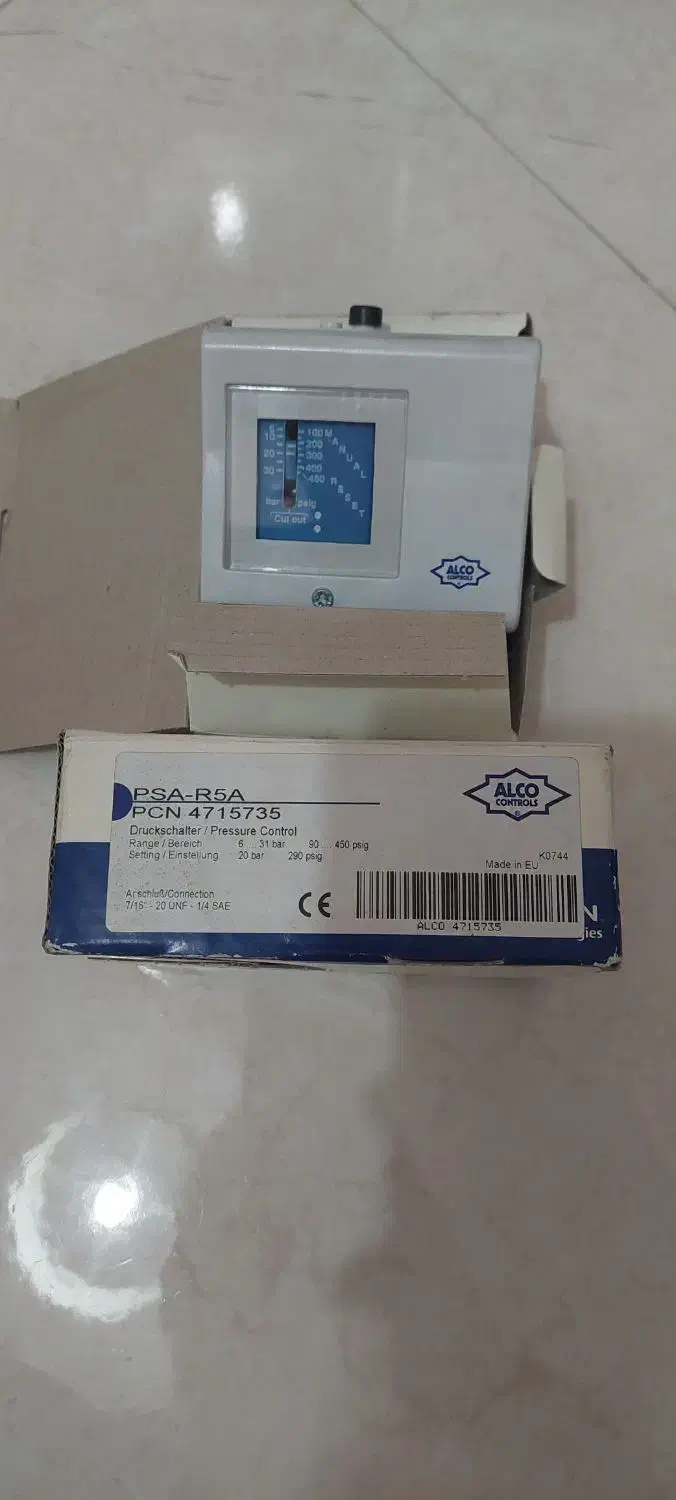 5
10
20
30
100
200
300
400
450
MANUAL
RESET
bar psig
Cut out
ALCO
CONTROLS
PSA-R5A
PCN 4715735
Druckschalter / Pressure Control
Range / Bereich 6 ... 31 bar 90 ... 450 psig
Setting / Einstellung 20 bar 290 psig
Anschluß/Connection
7/16" - 20 UNF - 1/4 SAE
CE
ALCO
CONTROLS
®
K0744
Made in EU
ALCO 4715735
N
gies